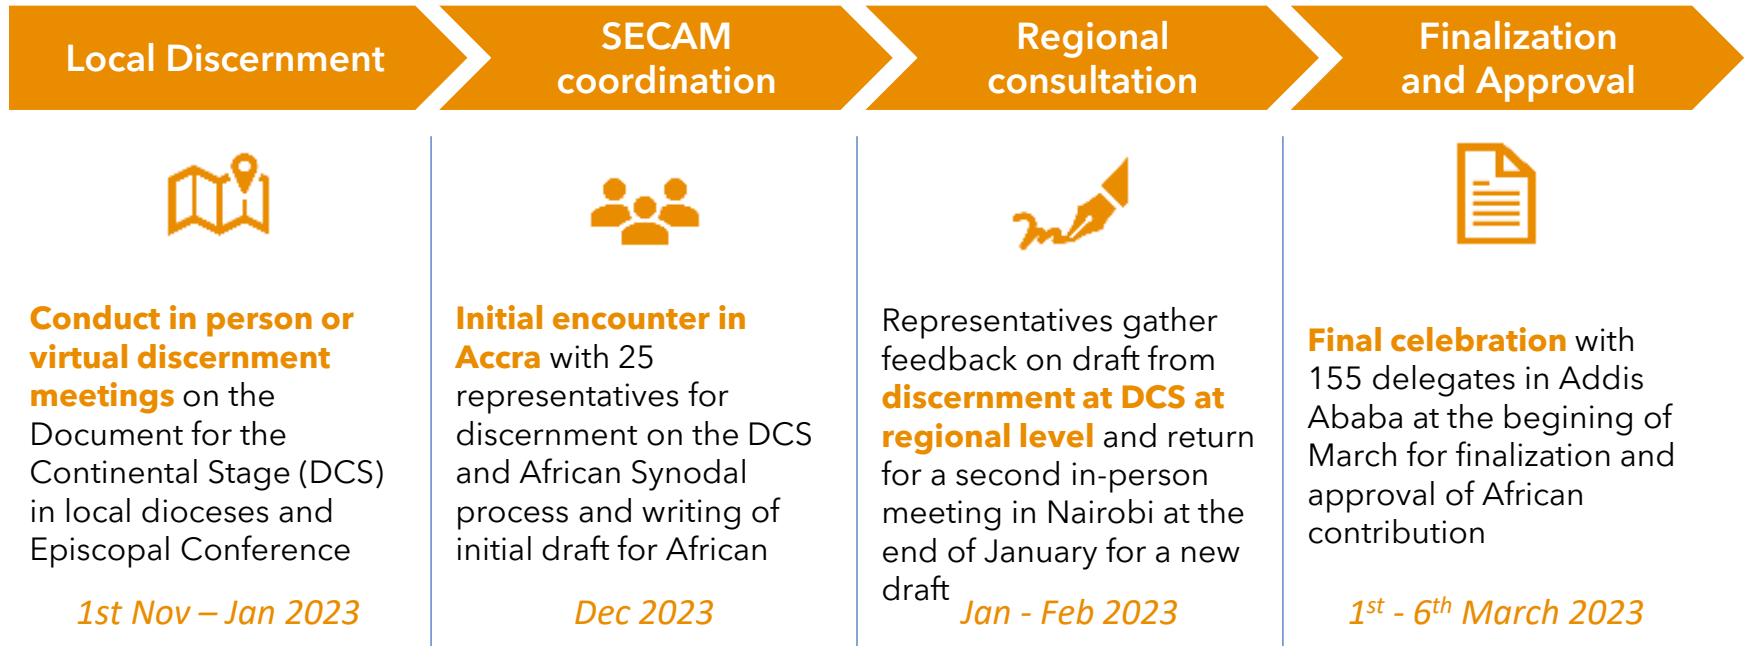 Local Discernment
SECAM
coordination
Regional
consultation
Finalization
and Approval
Conduct in person or
virtual discernment
meetings on the
Document for the
Continental Stage (DCS)
in local dioceses and
Episcopal Conference
1st Nov – Jan 2023
Initial encounter in
Accra with 25
representatives for
discernment on the DCS
and African Synodal
process and writing of
initial draft for African
Dec 2023
Representatives gather
feedback on draft from
discernment at DCS at
regional level and return
for a second in-person
meeting in Nairobi at the
end of January for a new
draft
Jan - Feb 2023
Final celebration with
155 delegates in Addis
Ababa at the begining of
March for finalization and
approval of African
contribution
1st - 6th March 2023